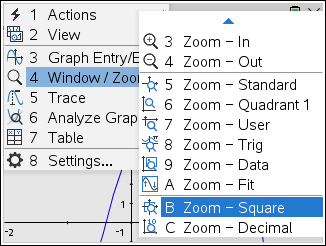 1 Actions
2 View
3 Graph Entry/E
4 Window / Zoo
5 Trace
6 Analyze Grap
7 Table
8 Settings...
3 Zoom – In
4 Zoom – Out
5 Zoom – Standard
6 Zoom – Quadrant 1
7 Zoom – User
8 Zoom – Trig
9 Zoom – Data
A Zoom – Fit
B Zoom – Square
C Zoom – Decimal
-2
2